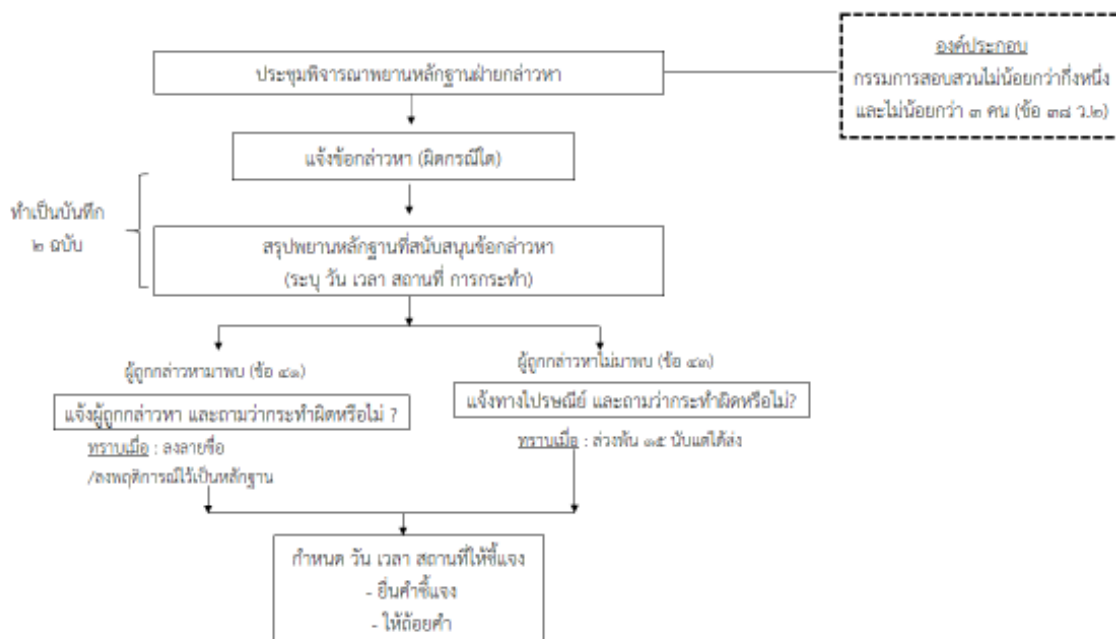 องค์ประกอบ
กรรมการสอบสวนไม่น้อยกว่ากึ่งหนึ่ง
และไม่น้อยกว่า ๓ คน (ข้อ ๓๘ ว.๒)
ประชุมพิจารณาพยานหลักฐานฝ่ายกล่าวหา
แจ้งข้อกล่าวหา (ผิดกรณีใด)
ทำเป็นบันทึก
๒ ฉบับ
สรุปพยานหลักฐานที่สนับสนุนข้อกล่าวหา
(ระบุ วัน เวลา สถานที่ การกระทำ)
ผู้ถูกกล่าวหามาพบ (ข้อ ๔๑)
แจ้งผู้ถูกกล่าวหา และถามว่ากระทำผิดหรือไม่ ?
ทราบเมื่อ : ลงลายชื่อ
/ลงพฤติการณ์ไว้เป็นหลักฐาน
ผู้ถูกกล่าวหาไม่มาพบ (ข้อ ๔๓)
แจ้งทางไปรษณีย์ และถามว่ากระทำผิดหรือไม่?
ทราบเมื่อ : ล่วงพ้น ๑๕ นับแต่ได้ส่ง
กำหนด วัน เวลา สถานที่ให้ชี้แจง
- ยื่นคำชี้แจง
- ให้ถ้อยคำ